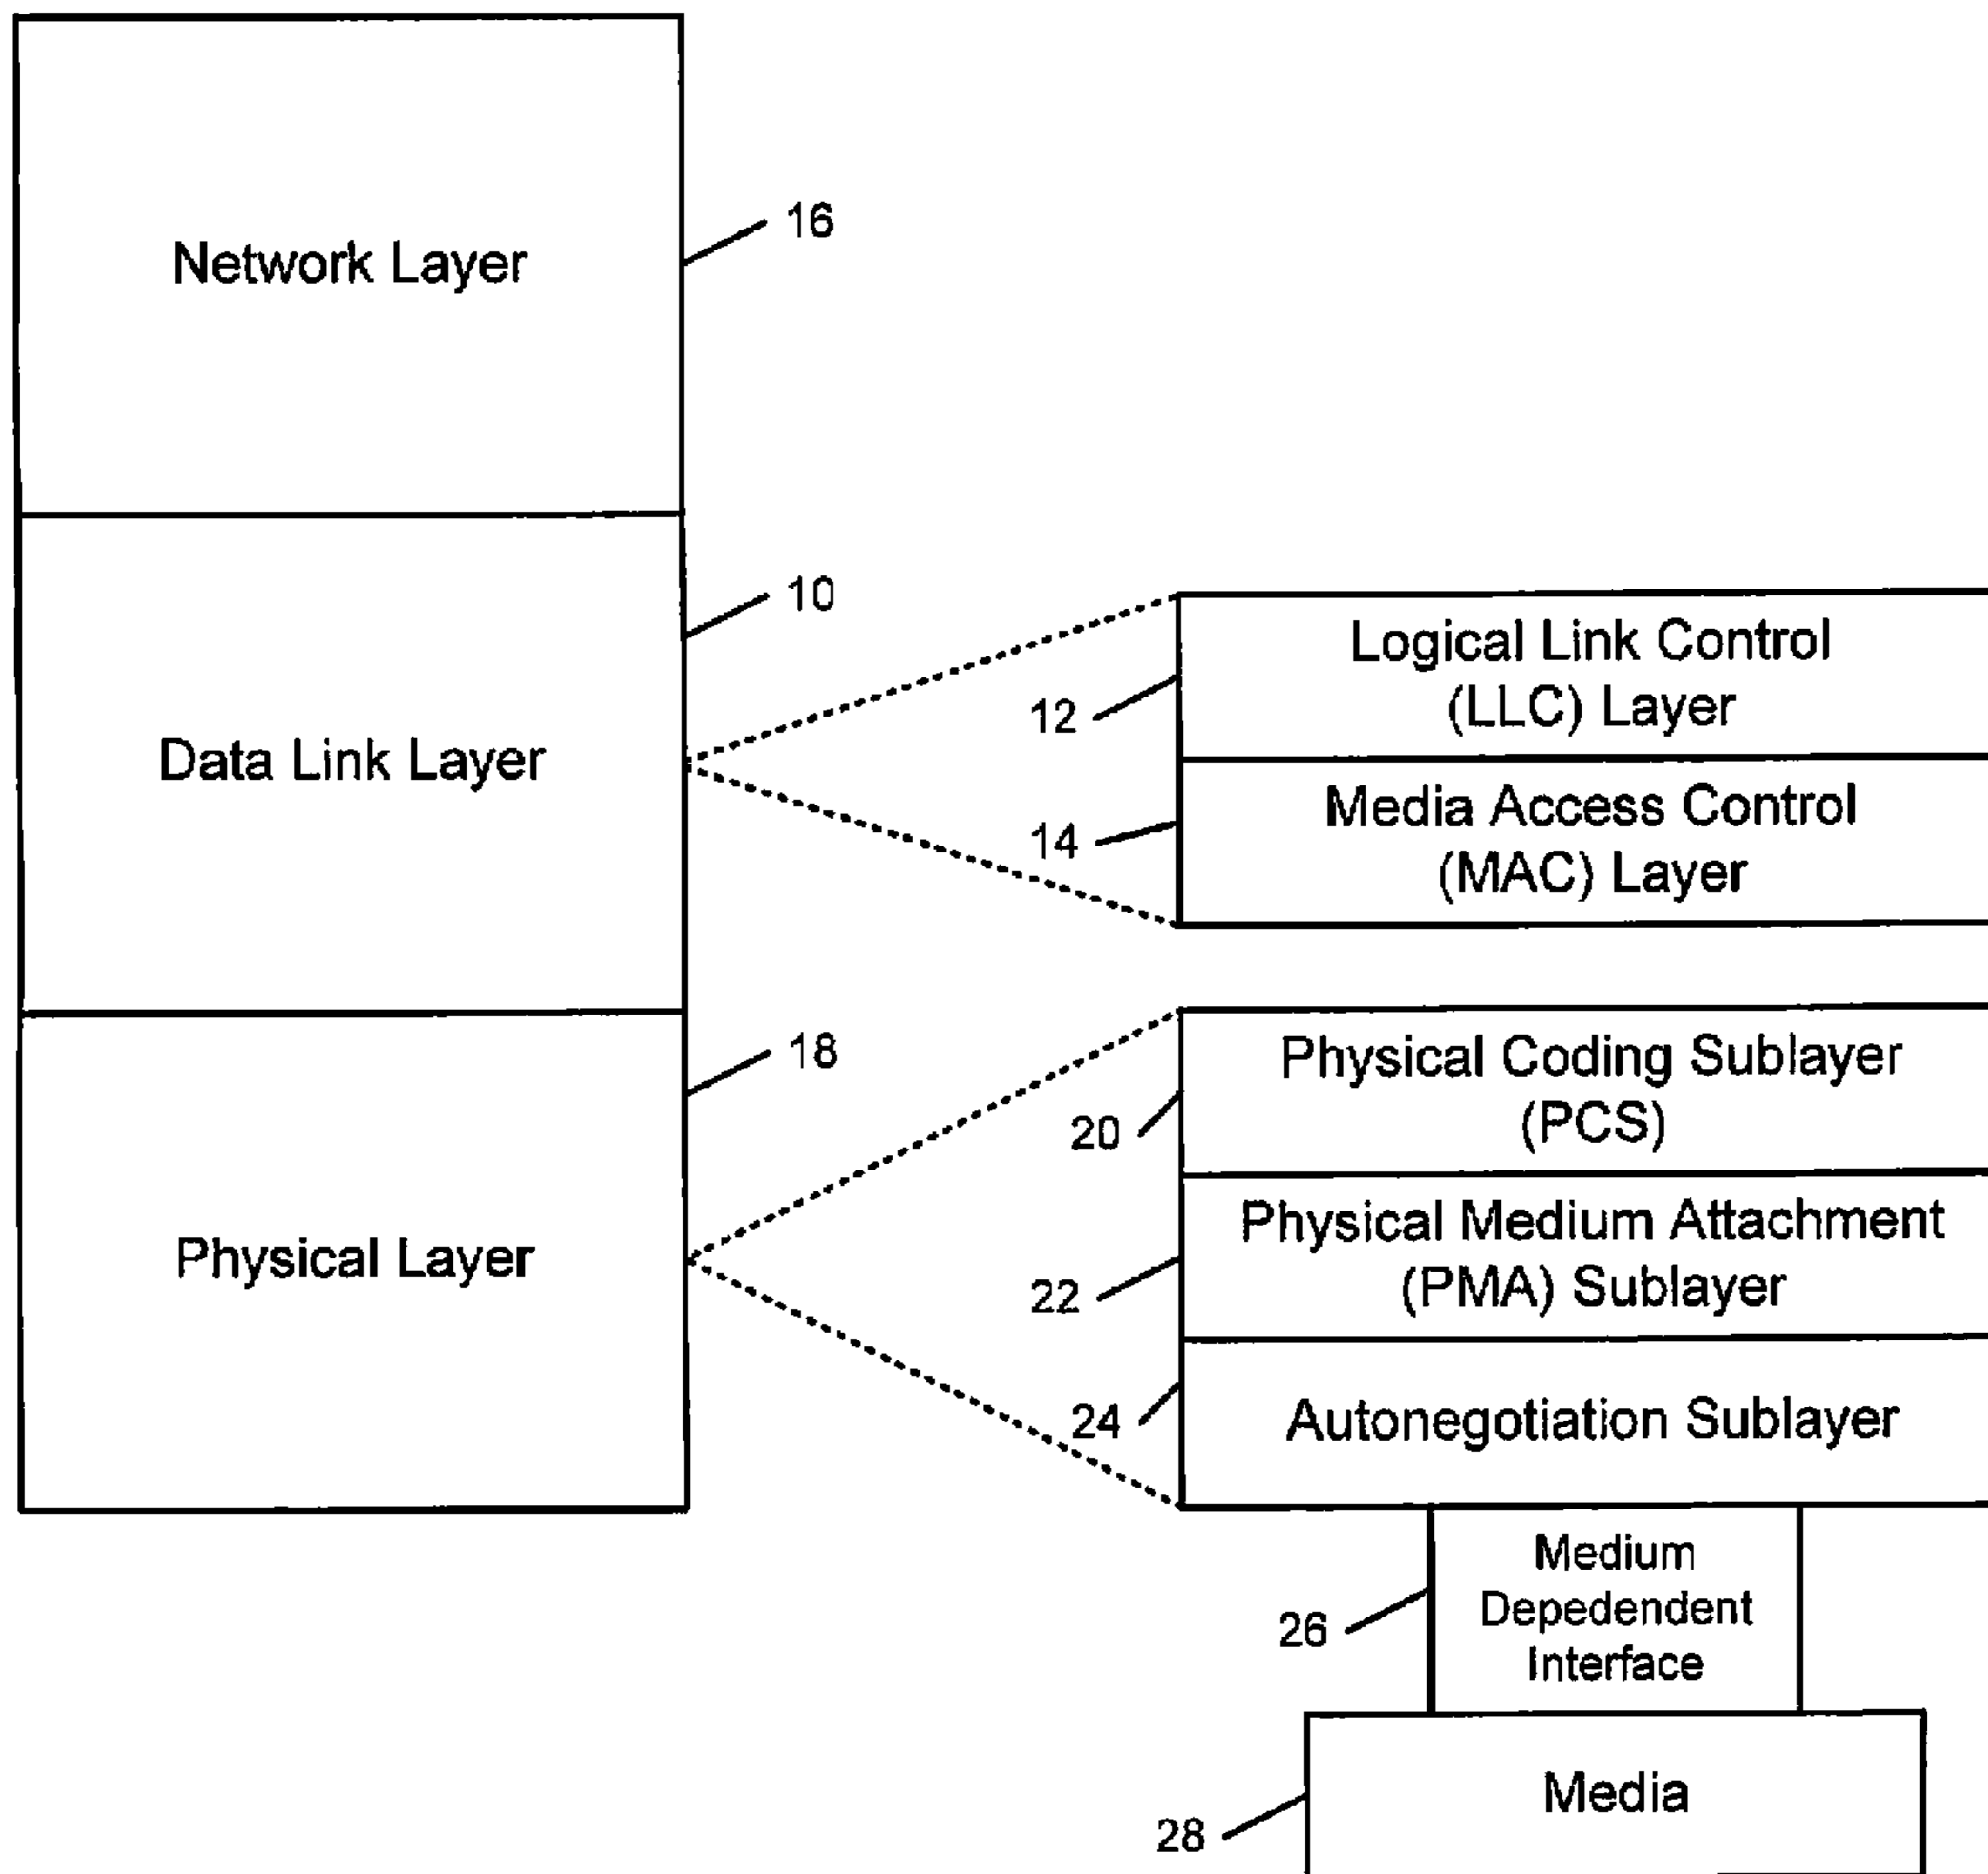 Network Layer
16
Data Link Layer
10
Logical Link Control
(LLC) Layer
12
Media Access Control
(MAC) Layer
14
Physical Layer
18
Physical Coding Sublayer
(PCS)
20
Physical Medium Attachment
(PMA) Sublayer
22
Autonegotiation Sublayer
24
Medium
Depedendent
Interface
26
Media
28